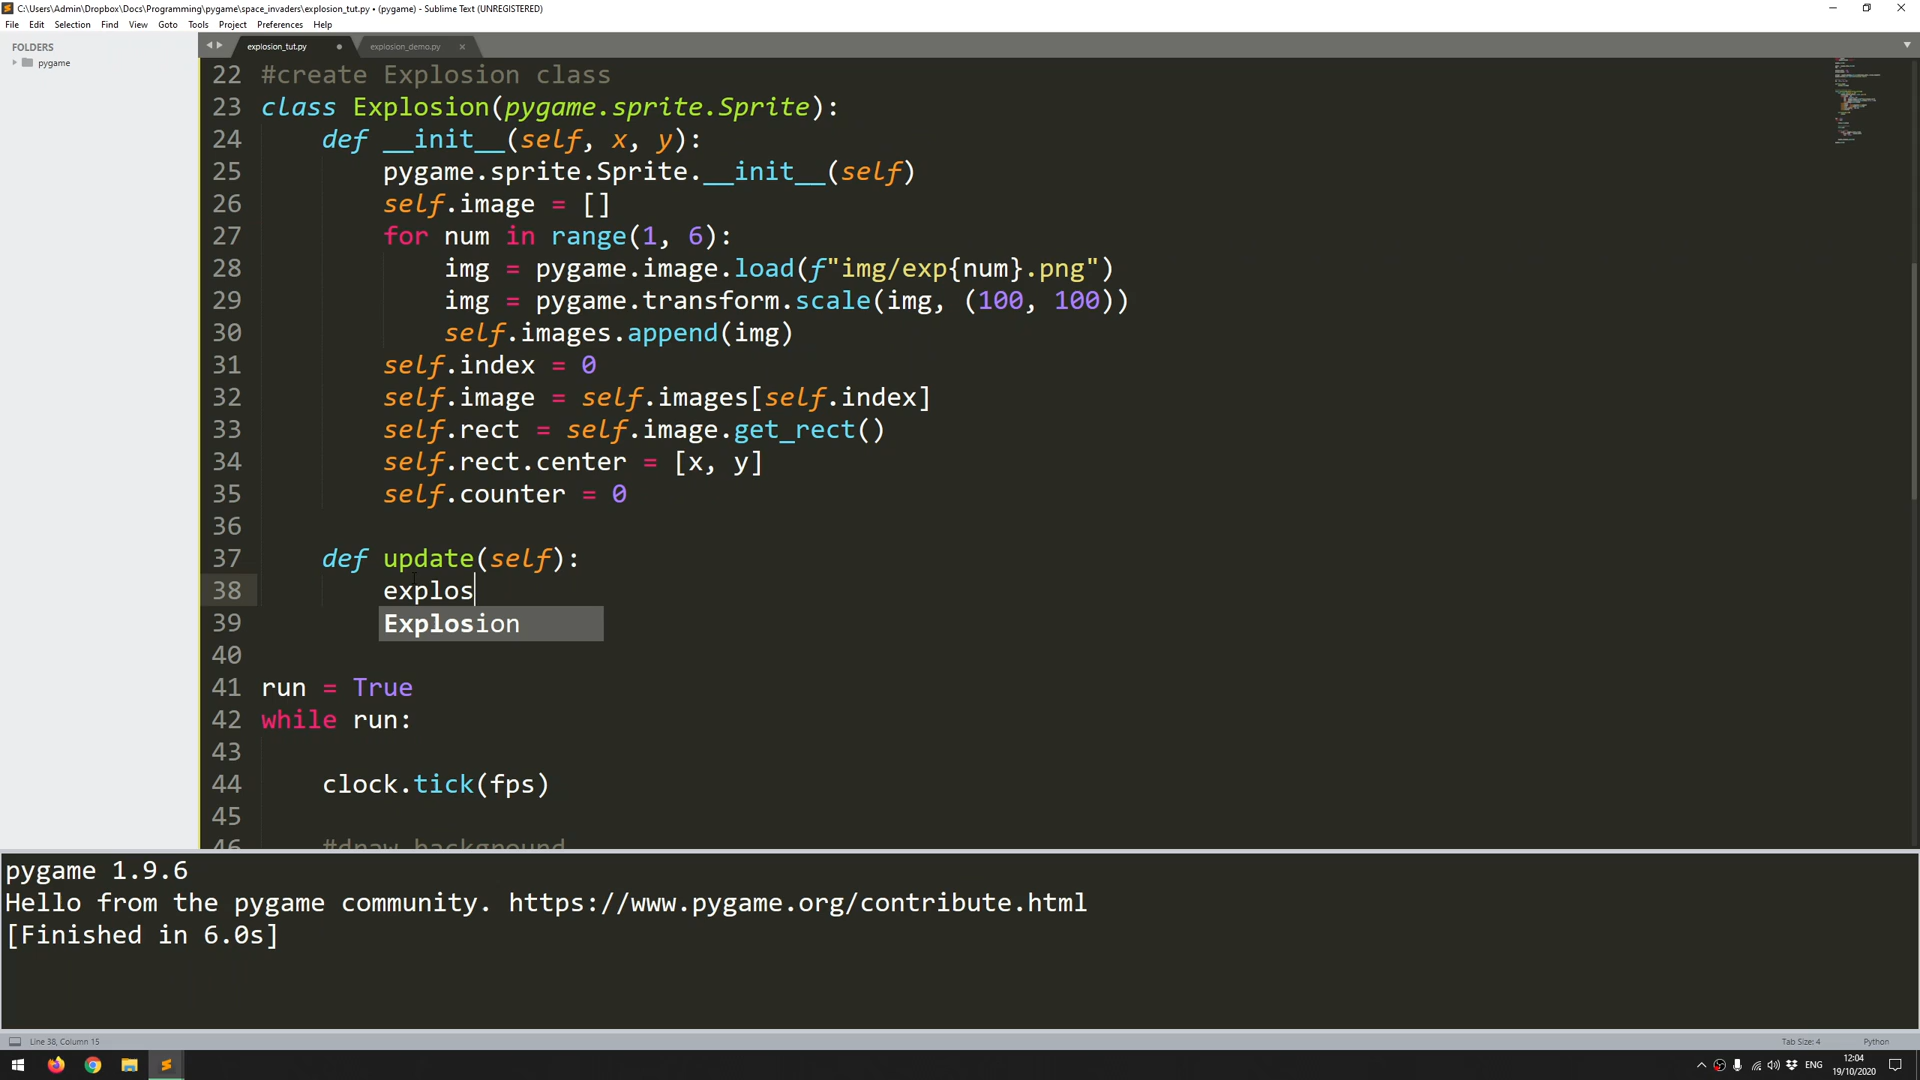 C:\Users\Admin\Dropbox\Docs\Programming\pygame\space_invaders\explosion_tut.py • (pygame) - Sublime Text (UNREGISTERED)
File Edit Selection Find View Goto Tools Project Preferences Help
FOLDERS
pygame
explosion_tut.py
explosion_demo.py
22 #create Explosion class
23 class Explosion(pygame.sprite.Sprite):
24 def __init__(self, x, y):
25 pygame.sprite.Sprite.__init__(self)
26 self.image = []
27 for num in range(1, 6):
28 img = pygame.image.load(f"img/exp{num}.png")
29 img = pygame.transform.scale(img, (100, 100))
30 self.images.append(img)
31 self.index = 0
32 self.image = self.images[self.index]
33 self.rect = self.image.get_rect()
34 self.rect.center = [x, y]
35 self.counter = 0
36
37 def update(self):
38 explos
39 Explosion
40
41 run = True
42 while run:
43
44 clock.tick(fps)
45
46 #draw background
pygame 1.9.6
Hello from the pygame community. https://www.pygame.org/contribute.html
[Finished in 6.0s]
Line 38, Column 15
Tab Size: 4
Python
ENG
12:04
19/10/2020